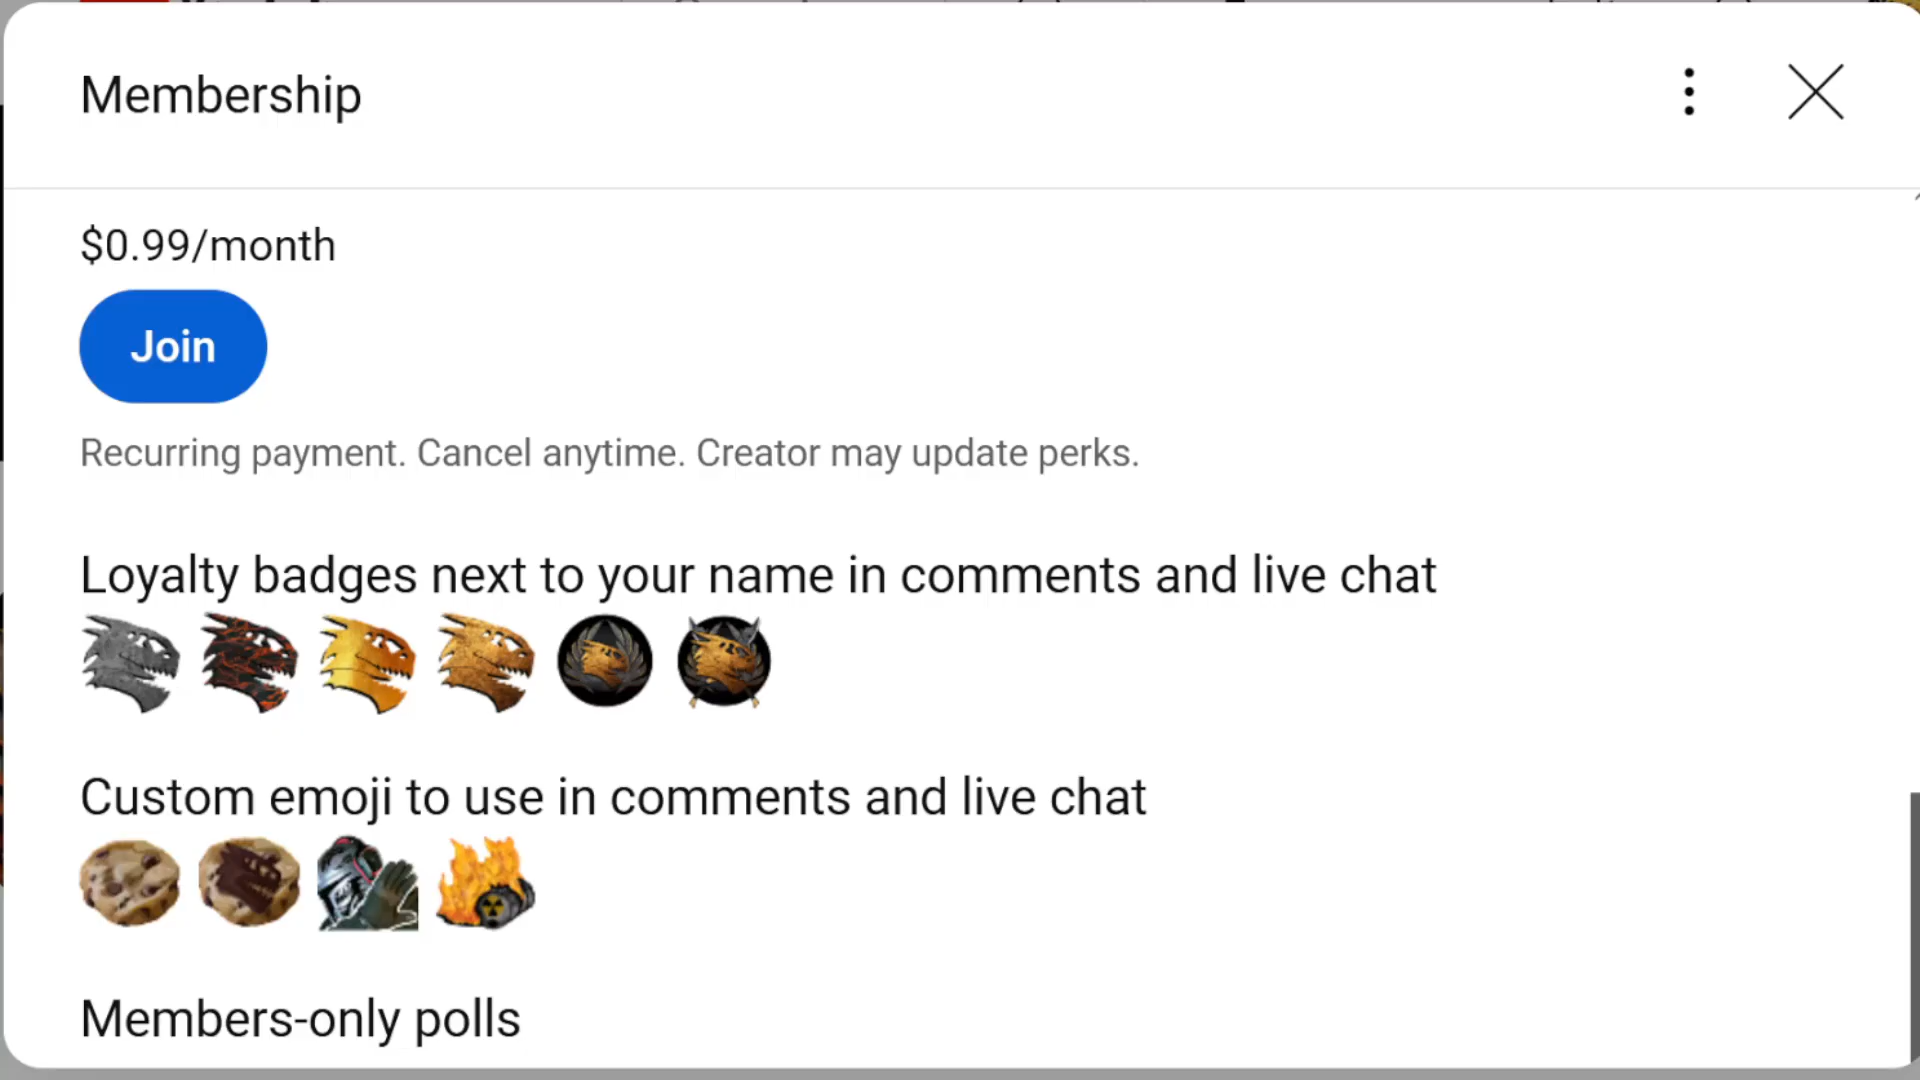 Membership
$0.99/month
Join
Recurring payment. Cancel anytime. Creator may update perks.
Loyalty badges next to your name in comments and live chat
Custom emoji to use in comments and live chat
Members-only polls